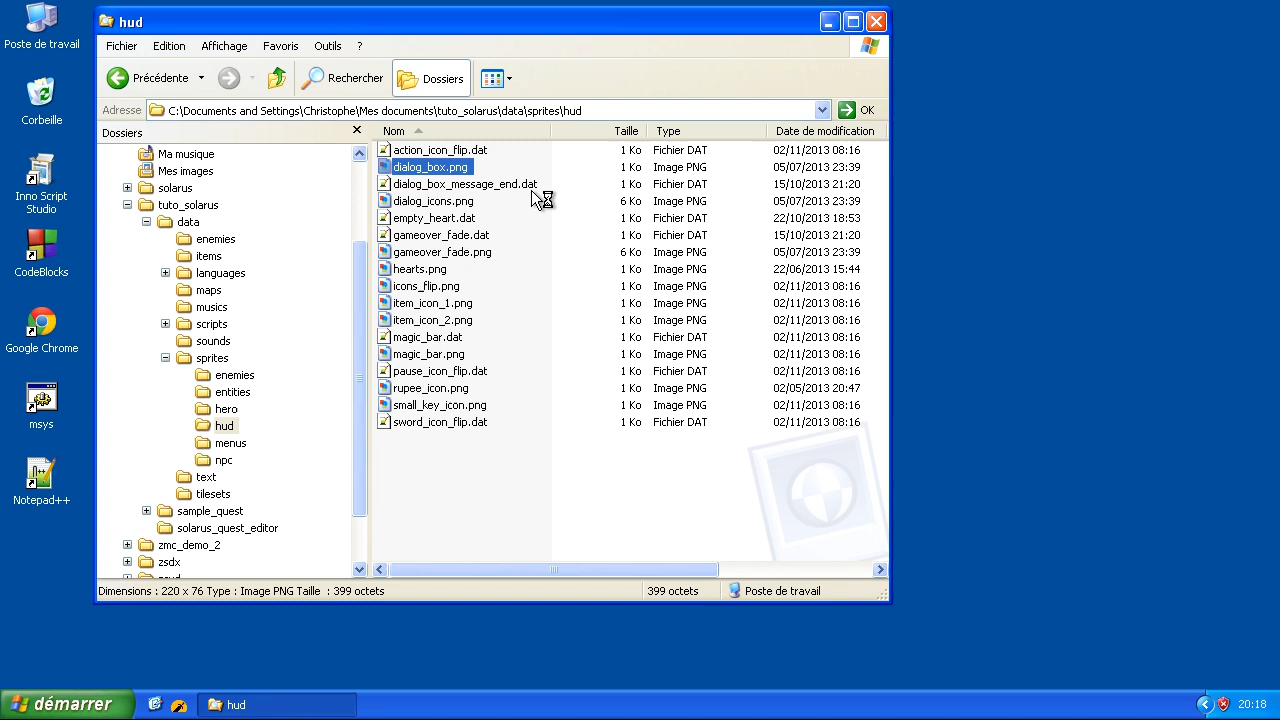 Poste de travail
Corbeille
Inno Script
Studio
CodeBlocks
Google Chrome
msys
Notepad++
hud
Fichier Edition Affichage Favoris Outils ?
Précédente Rechercher Dossiers
Adresse C:\Documents and Settings\Christophe\Mes documents\tuto_solarus\data\sprites\hud OK
Dossiers
Ma musique
Mes images
solarus
tuto_solarus
data
enemies
items
languages
maps
musics
scripts
sounds
sprites
enemies
entities
hero
hud
menus
npc
text
tilesets
sample_quest
solarus_quest_editor
zmc_demo_2
zsdx
Nom Taille Type Date de modification
action_icon_flip.dat 1 Ko Fichier DAT 02/11/2013 08:16
dialog_box.png 1 Ko Image PNG 05/07/2013 23:39
dialog_box_message_end.dat 1 Ko Fichier DAT 15/10/2013 21:20
dialog_icons.png 6 Ko Image PNG 05/07/2013 23:39
empty_heart.dat 1 Ko Fichier DAT 22/10/2013 18:53
gameover_fade.dat 1 Ko Fichier DAT 15/10/2013 21:20
gameover_fade.png 6 Ko Image PNG 05/07/2013 23:39
hearts.png 1 Ko Image PNG 22/06/2013 15:44
icons_flip.png 1 Ko Image PNG 02/11/2013 08:16
item_icon_1.png 1 Ko Image PNG 02/11/2013 08:16
item_icon_2.png 1 Ko Image PNG 02/11/2013 08:16
magic_bar.dat 1 Ko Fichier DAT 02/11/2013 08:16
magic_bar.png 1 Ko Image PNG 02/11/2013 08:16
pause_icon_flip.dat 1 Ko Fichier DAT 02/11/2013 08:16
rupee_icon.png 1 Ko Image PNG 02/05/2013 20:47
small_key_icon.png 1 Ko Image PNG 02/11/2013 08:16
sword_icon_flip.dat 1 Ko Fichier DAT 02/11/2013 08:16
Dimensions : 220 x 76 Type : Image PNG Taille : 399 octets 399 octets Poste de travail
démarrer hud 20:18